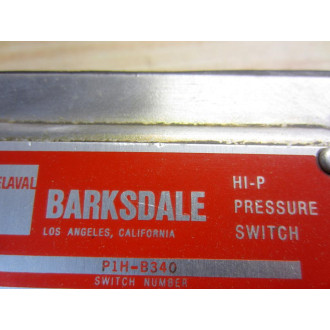 ELAVAL
BARKSDALE
LOS ANGELES, CALIFORNIA
HI-P
PRESSURE
SWITCH
P1H-B340
SWITCH NUMBER